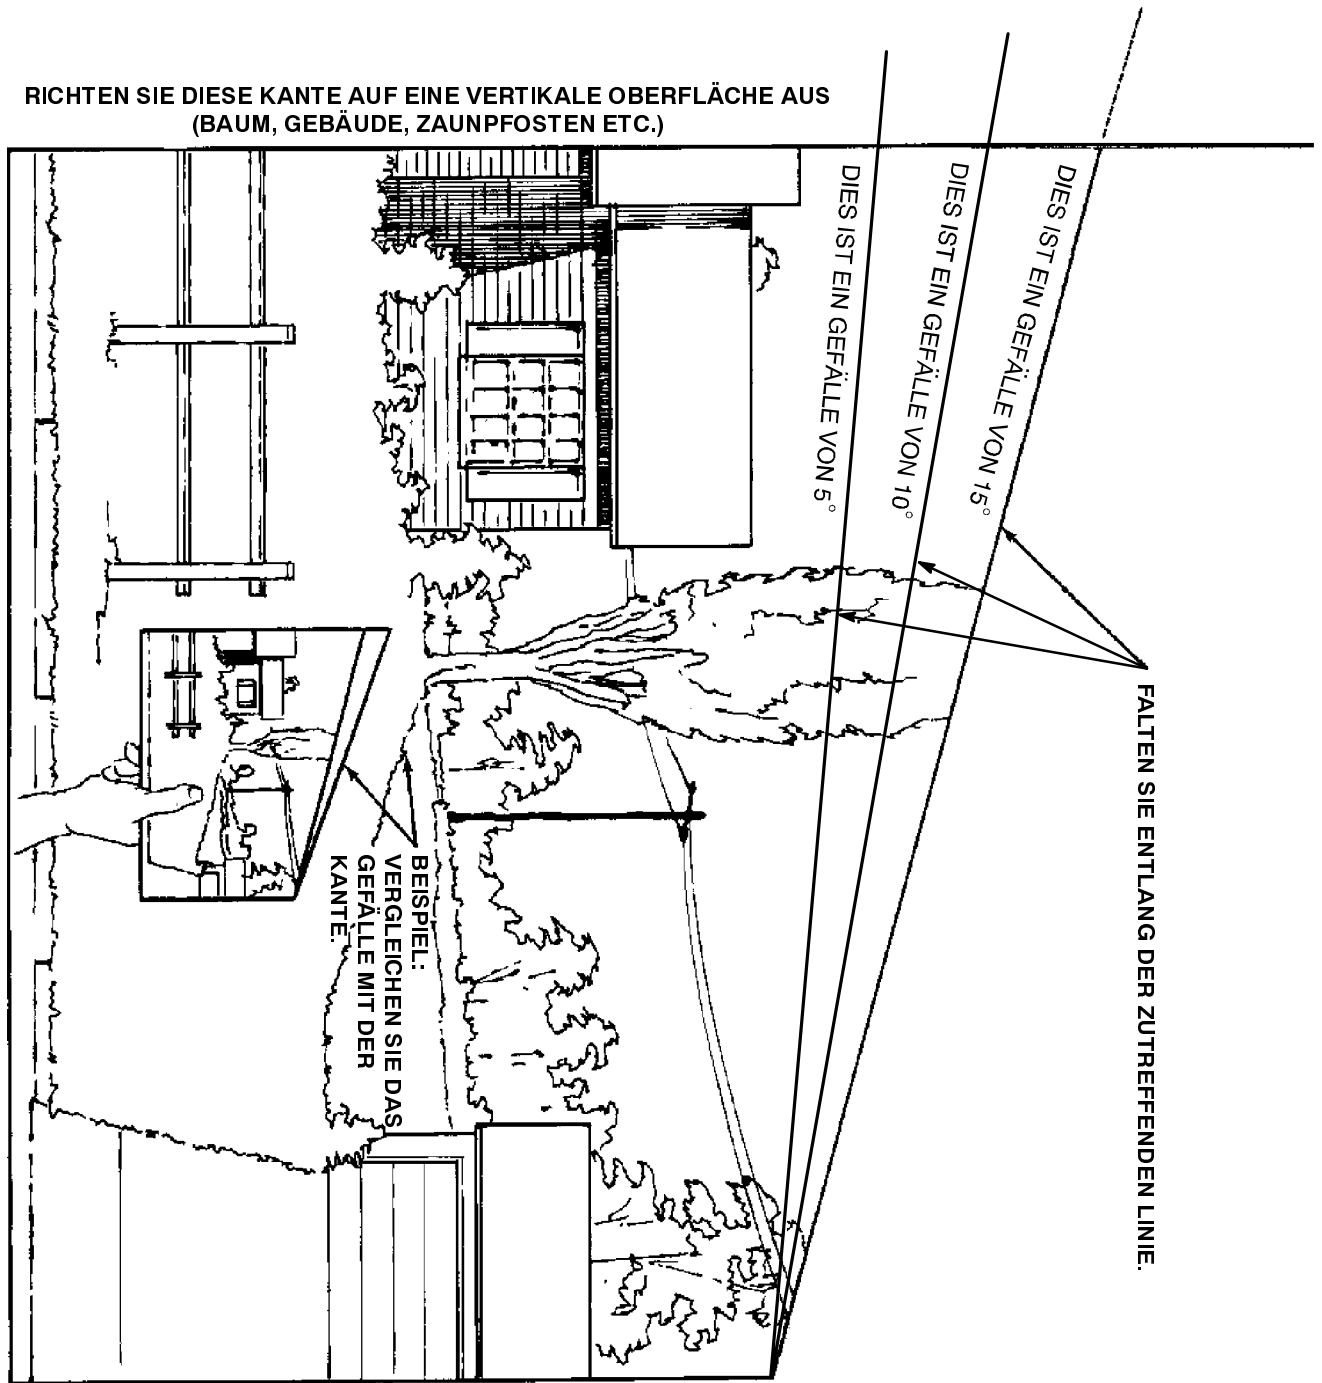 RICHTEN SIE DIESE KANTE AUF EINE VERTIKALE OBERFLÄCHE AUS
(BAUM, GEBÄUDE, ZAUNPFOSTEN ETC.)
DIES IST EIN GEFÄLLE VON 5°
DIES IST EIN GEFÄLLE VON 10°
DIES IST EIN GEFÄLLE VON 15°
FALTEN SIE ENTLANG DER ZUTREFFENDEN LINIE.
BEISPIEL:
VERGLEICHEN SIE DAS
GEFÄLLE MIT DER
KANTE.